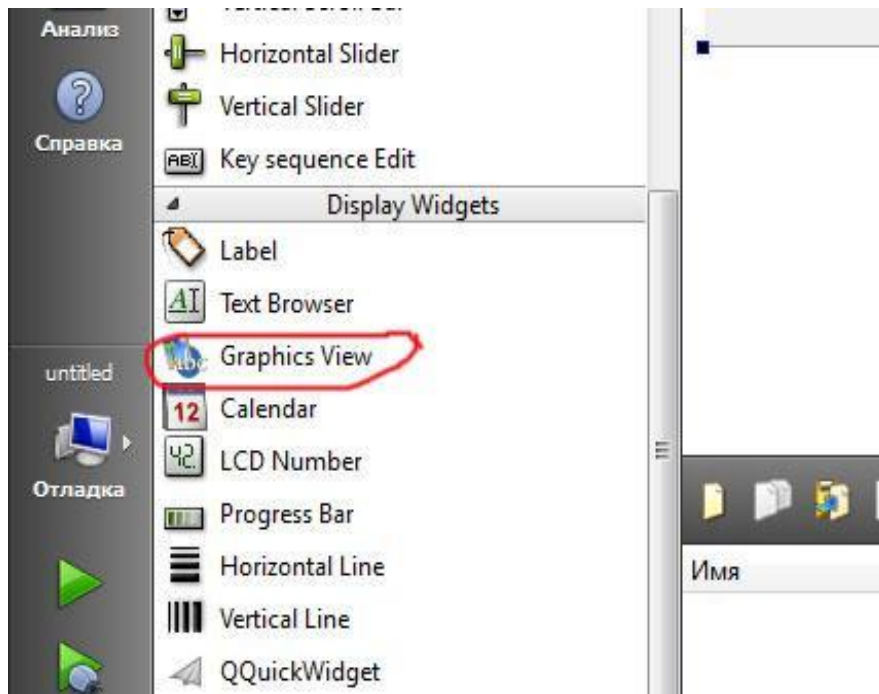 Анализ
Справка
untitled
Отладка
Horizontal Slider
Vertical Slider
Key sequence Edit
Display Widgets
Label
Text Browser
Graphics View
Calendar
LCD Number
Progress Bar
Horizontal Line
Vertical Line
QQuickWidget
Имя